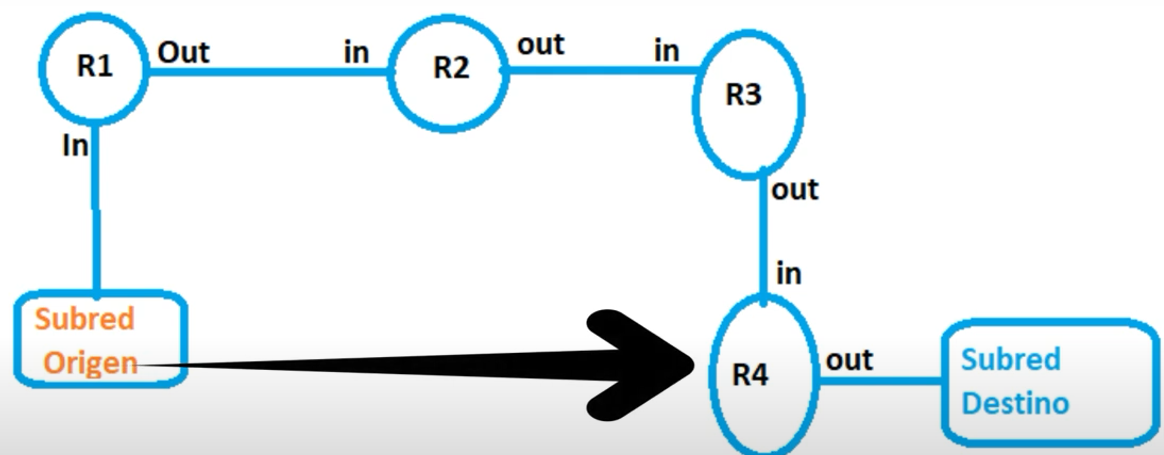 R1
Out
in
R2
out
in
R3
In
out
in
Subred
Origen
R4
out
Subred
Destino